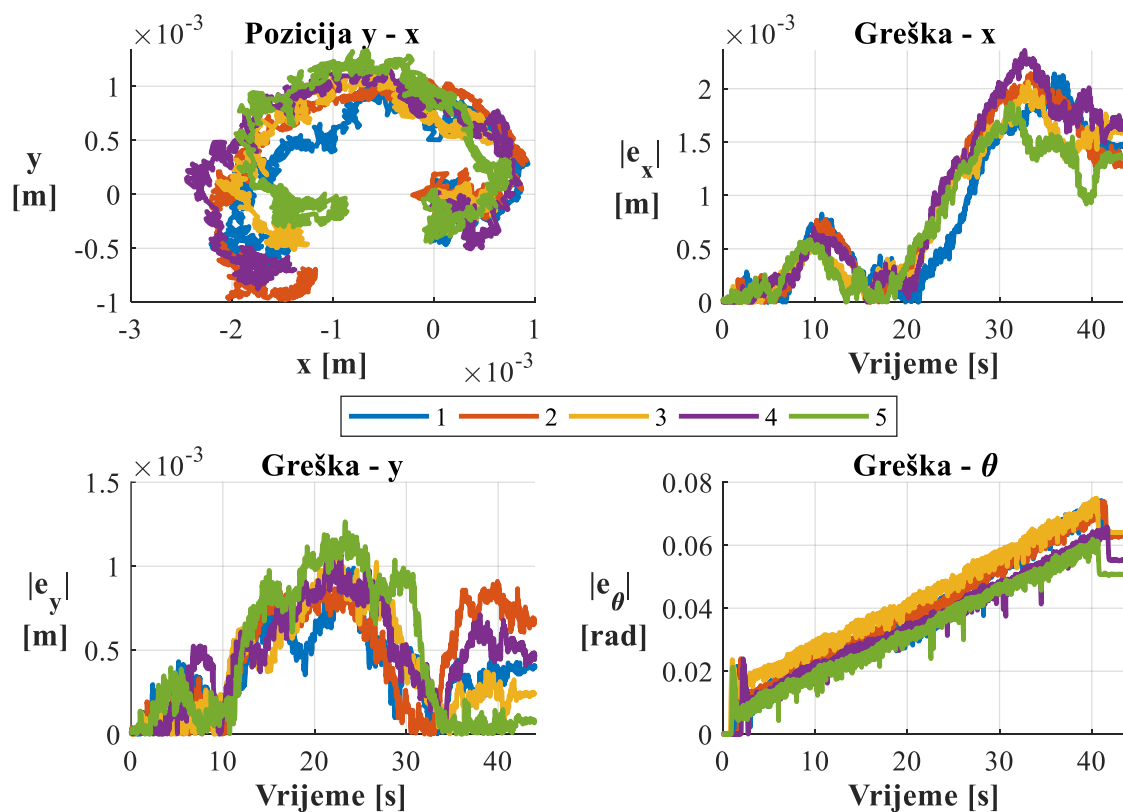 Pozicija y - x
×10⁻³
y
[m]
1
0.5
0
-0.5
-1
-3
-2
-1
0
1
x [m]
×10⁻³
Greška - x
×10⁻³
|e_x|
[m]
2
1.5
1
0.5
0
0
10
20
30
40
Vrijeme [s]
1 2 3 4 5
Greška - y
×10⁻³
|e_y|
[m]
1.5
1
0.5
0
0
10
20
30
40
Vrijeme [s]
Greška - θ
|e_θ|
[rad]
0.08
0.06
0.04
0.02
0
0
10
20
30
40
Vrijeme [s]